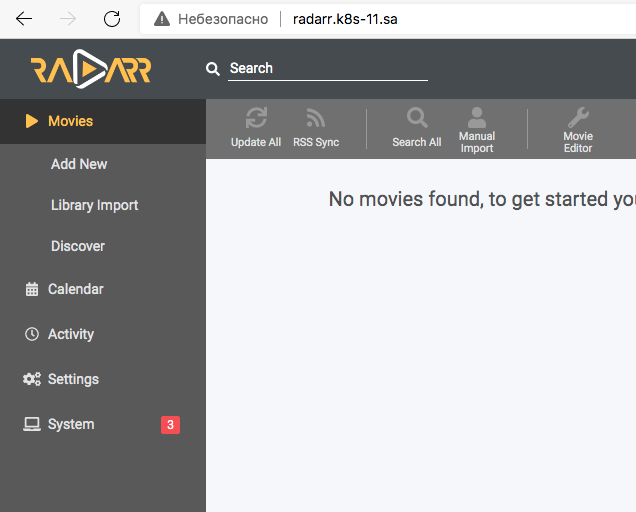 Небезопасно radarr.k8s-11.sa
RADARR
Search
Movies
Add New
Library Import
Discover
Calendar
Activity
Settings
System 3
Update All RSS Sync Search All Manual Import Movie Editor
No movies found, to get started